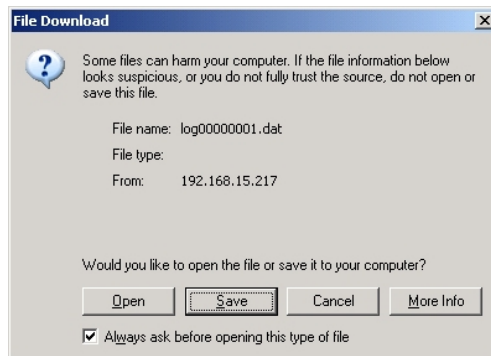 File Download
Some files can harm your computer. If the file information below
looks suspicious, or you do not fully trust the source, do not open or
save this file.
File name: log00000001.dat
File type:
From: 192.168.15.217
Would you like to open the file or save it to your computer?
Open Save Cancel More Info
Always ask before opening this type of file